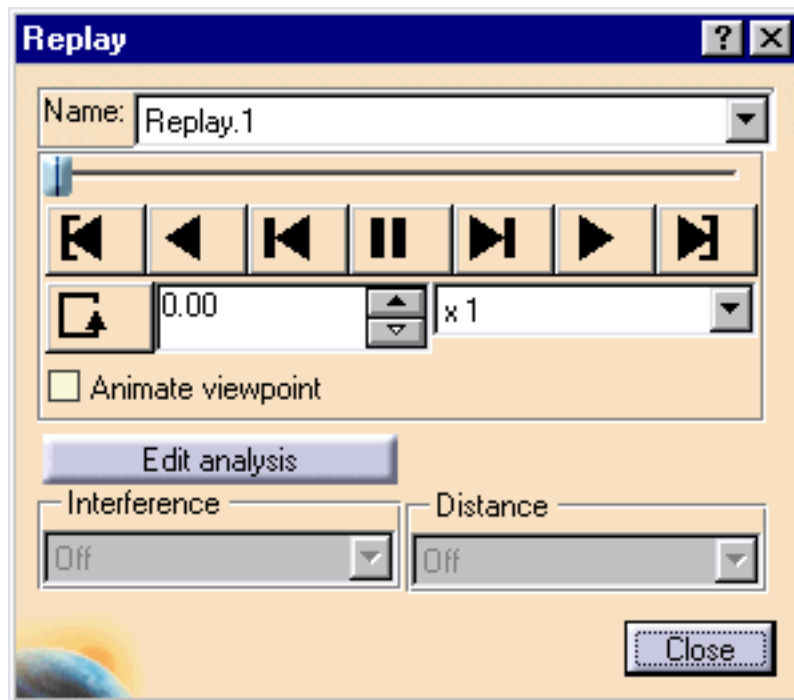 Replay
Name: Replay.1
0.00 x 1
Animate viewpoint
Edit analysis
Interference Distance
Off Off
Close